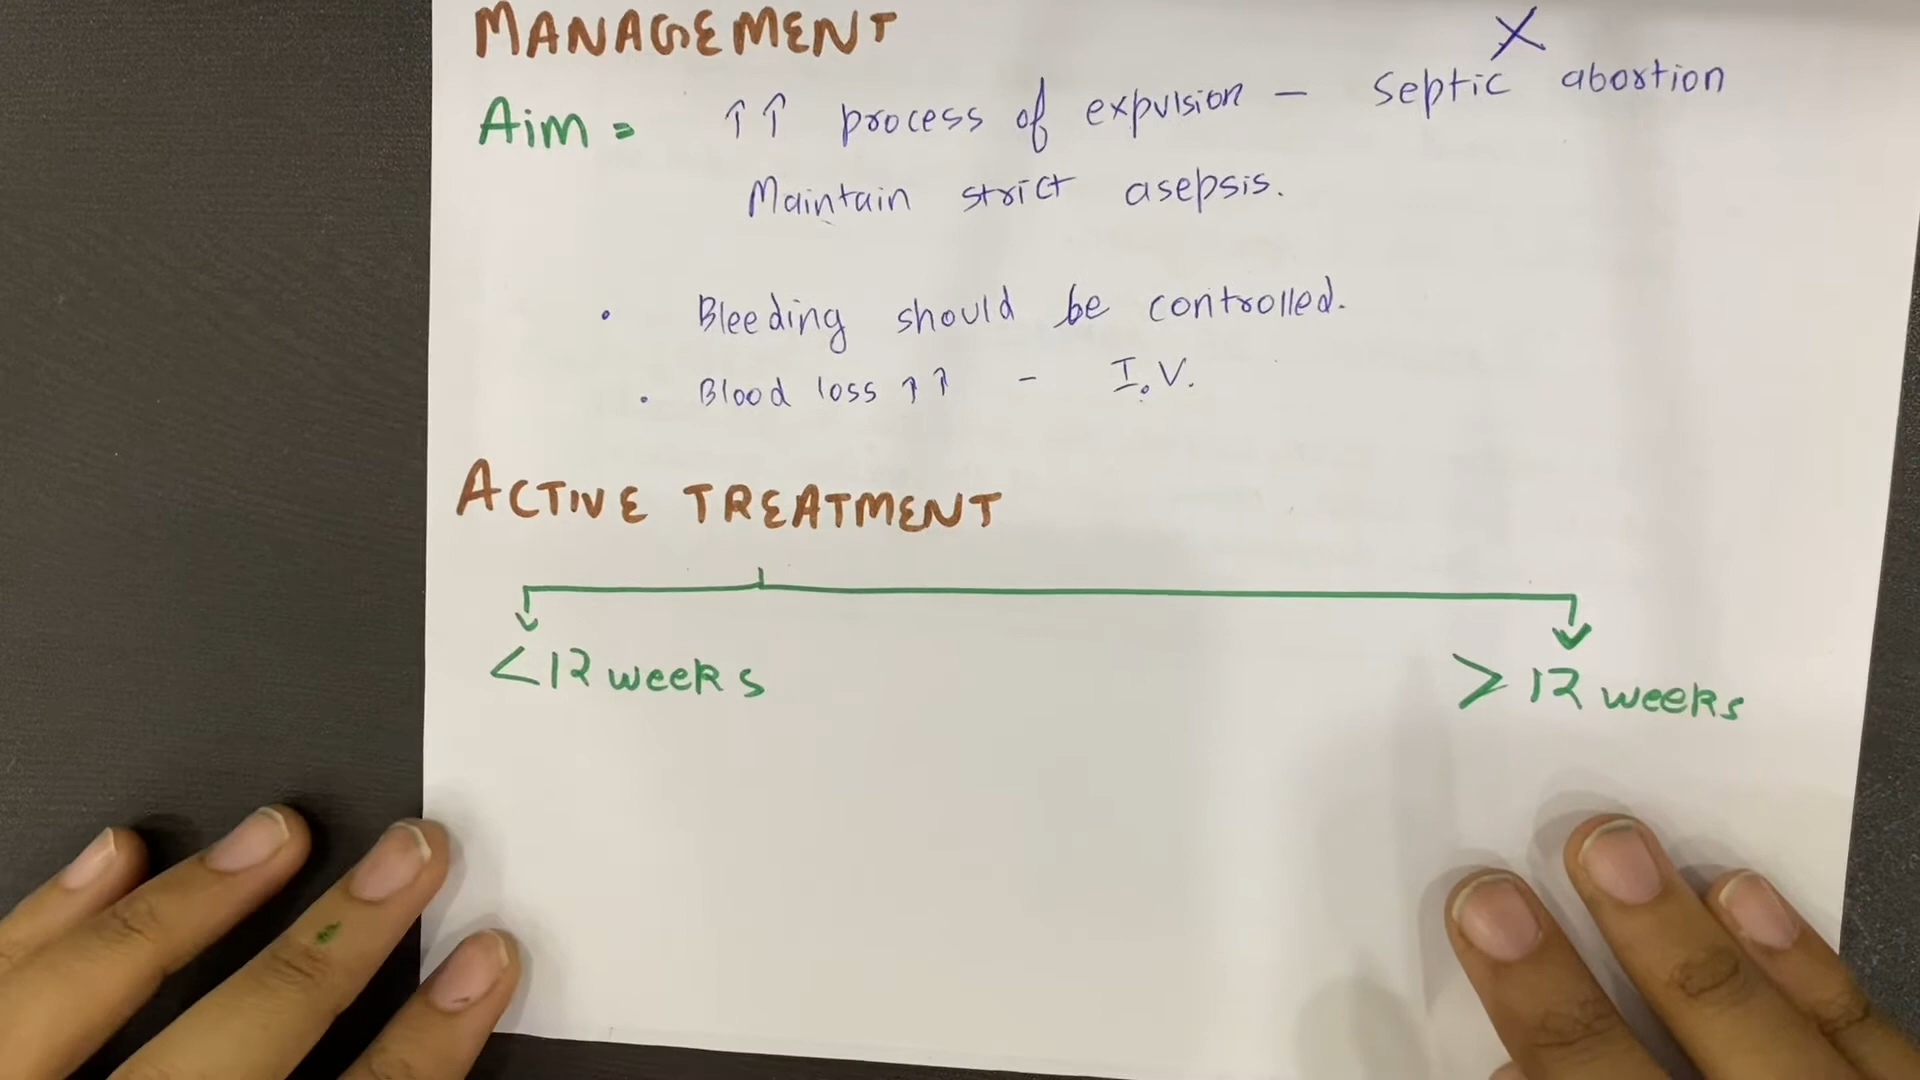 MANAGEMENT
X
Aim = ↑↑ process of expulsion - septic abortion
Maintain strict asepsis.
• Bleeding should be controlled.
• Blood loss ↑↑ - I.V.
ACTIVE TREATMENT
<12 weeks
>12 weeks